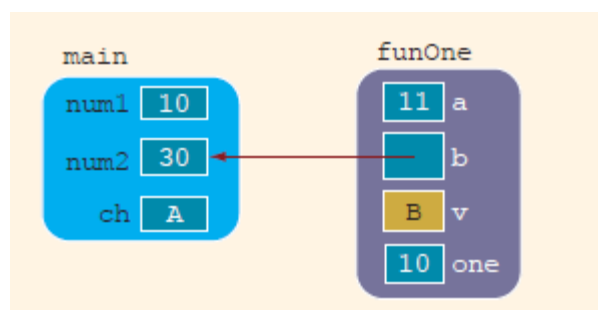 main
num1 10
num2 30
ch A
funOne
11 a
b
B v
10 one